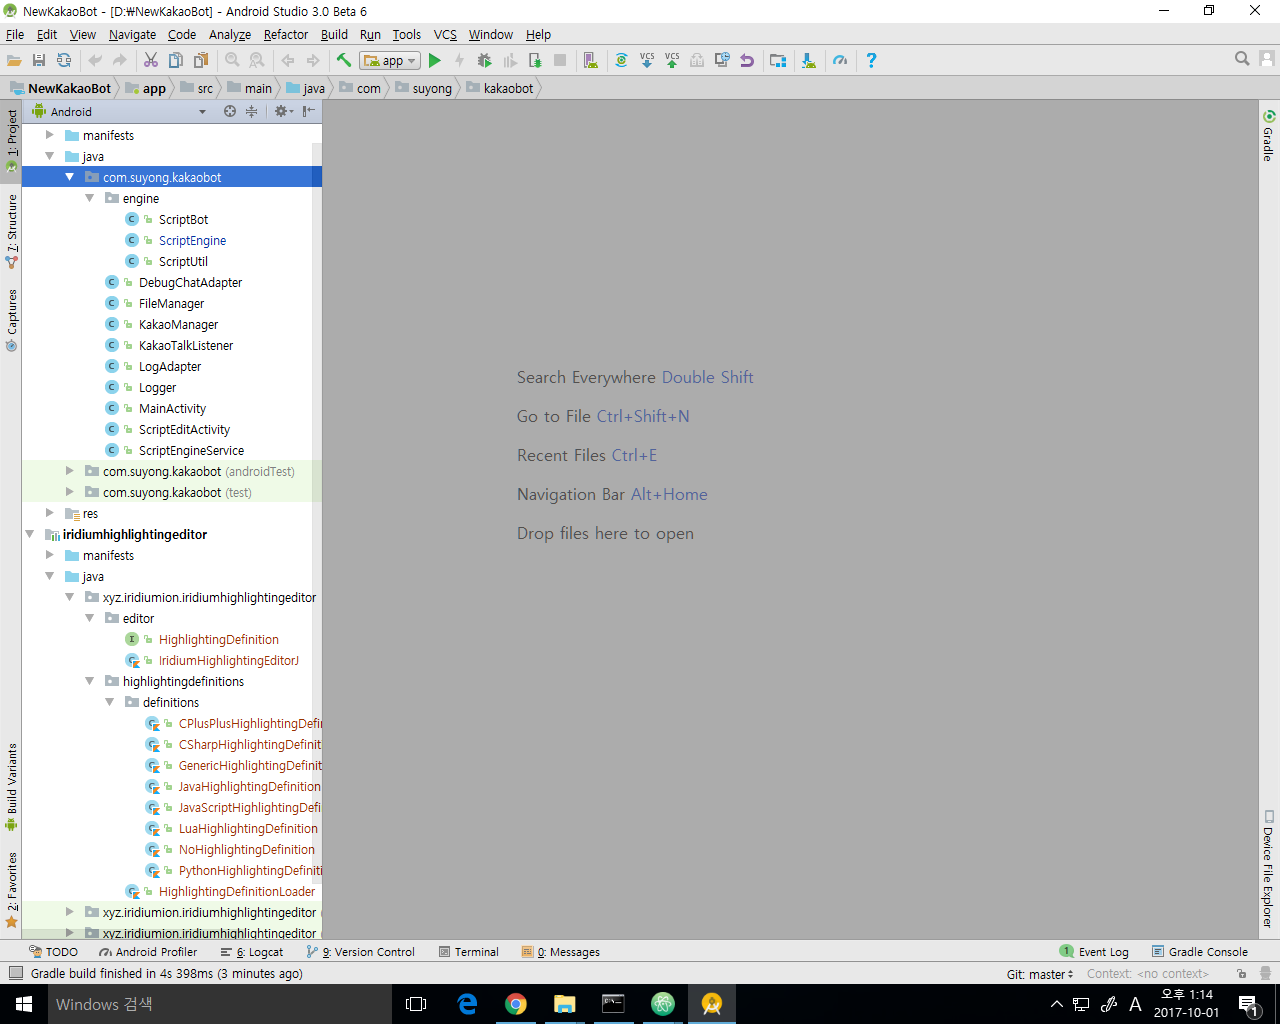 NewKakaoBot - [D:₩NewKakaoBot] - Android Studio 3.0 Beta 6
File Edit View Navigate Code Analyze Refactor Build Run Tools VCS Window Help
app
VCS VCS
NewKakaoBot app src main java com suyong kakaobot
Android
1: Project
7: Structure
Captures
Build Variants
2: Favorites
manifests
java
com.suyong.kakaobot
engine
ScriptBot
ScriptEngine
ScriptUtil
DebugChatAdapter
FileManager
KakaoManager
KakaoTalkListener
LogAdapter
Logger
MainActivity
ScriptEditActivity
ScriptEngineService
com.suyong.kakaobot (androidTest)
com.suyong.kakaobot (test)
res
iridiumhighlightingeditor
manifests
java
xyz.iridiumion.iridiumhighlightingeditor
editor
HighlightingDefinition
IridiumHighlightingEditorJ
highlightingdefinitions
definitions
CPlusPlusHighlightingDefi
CSharpHighlightingDefinit
GenericHighlightingDefinit
JavaHighlightingDefinition
JavaScriptHighlightingDefi
LuaHighlightingDefinition
NoHighlightingDefinition
PythonHighlightingDefiniti
HighlightingDefinitionLoader
xyz.iridiumion.iridiumhighlightingeditor
xyz.iridiumion.iridiumhighlightingeditor
Search Everywhere Double Shift
Go to File Ctrl+Shift+N
Recent Files Ctrl+E
Navigation Bar Alt+Home
Drop files here to open
Gradle
Device File Explorer
TODO Android Profiler 6: Logcat 9: Version Control Terminal 0: Messages 1 Event Log Gradle Console
Gradle build finished in 4s 398ms (3 minutes ago) Git: master Context: <no context>
Windows 검색
A
오후 1:14
2017-10-01
1